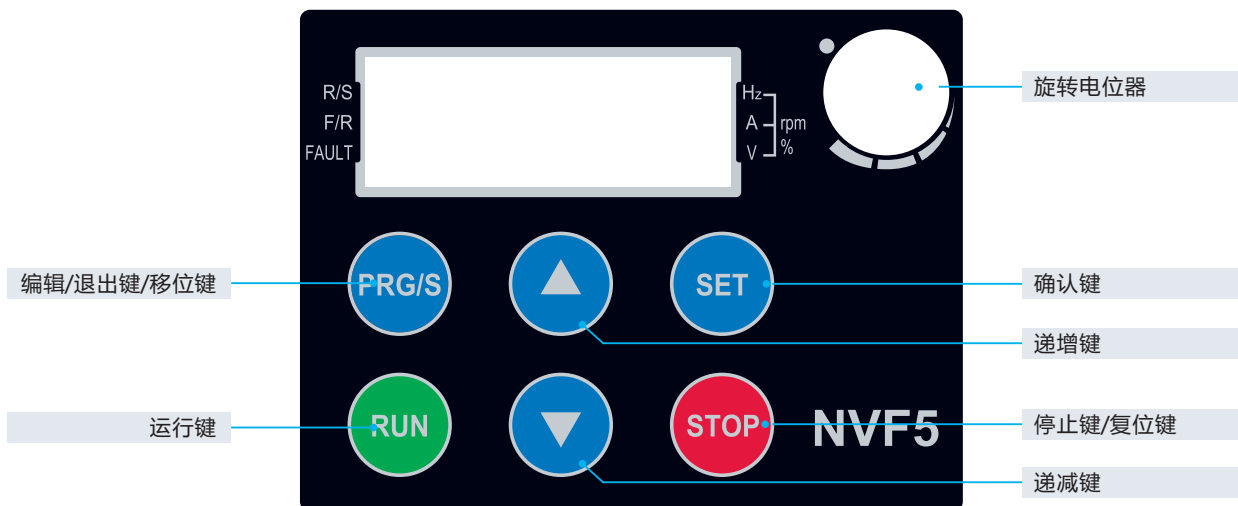 R/S
F/R
FAULT
Hz
A
V
rpm
%
旋转电位器
编辑/退出键/移位键
PRG/S
SET
确认键
递增键
运行键
RUN
STOP
NVF5
停止键/复位键
递减键